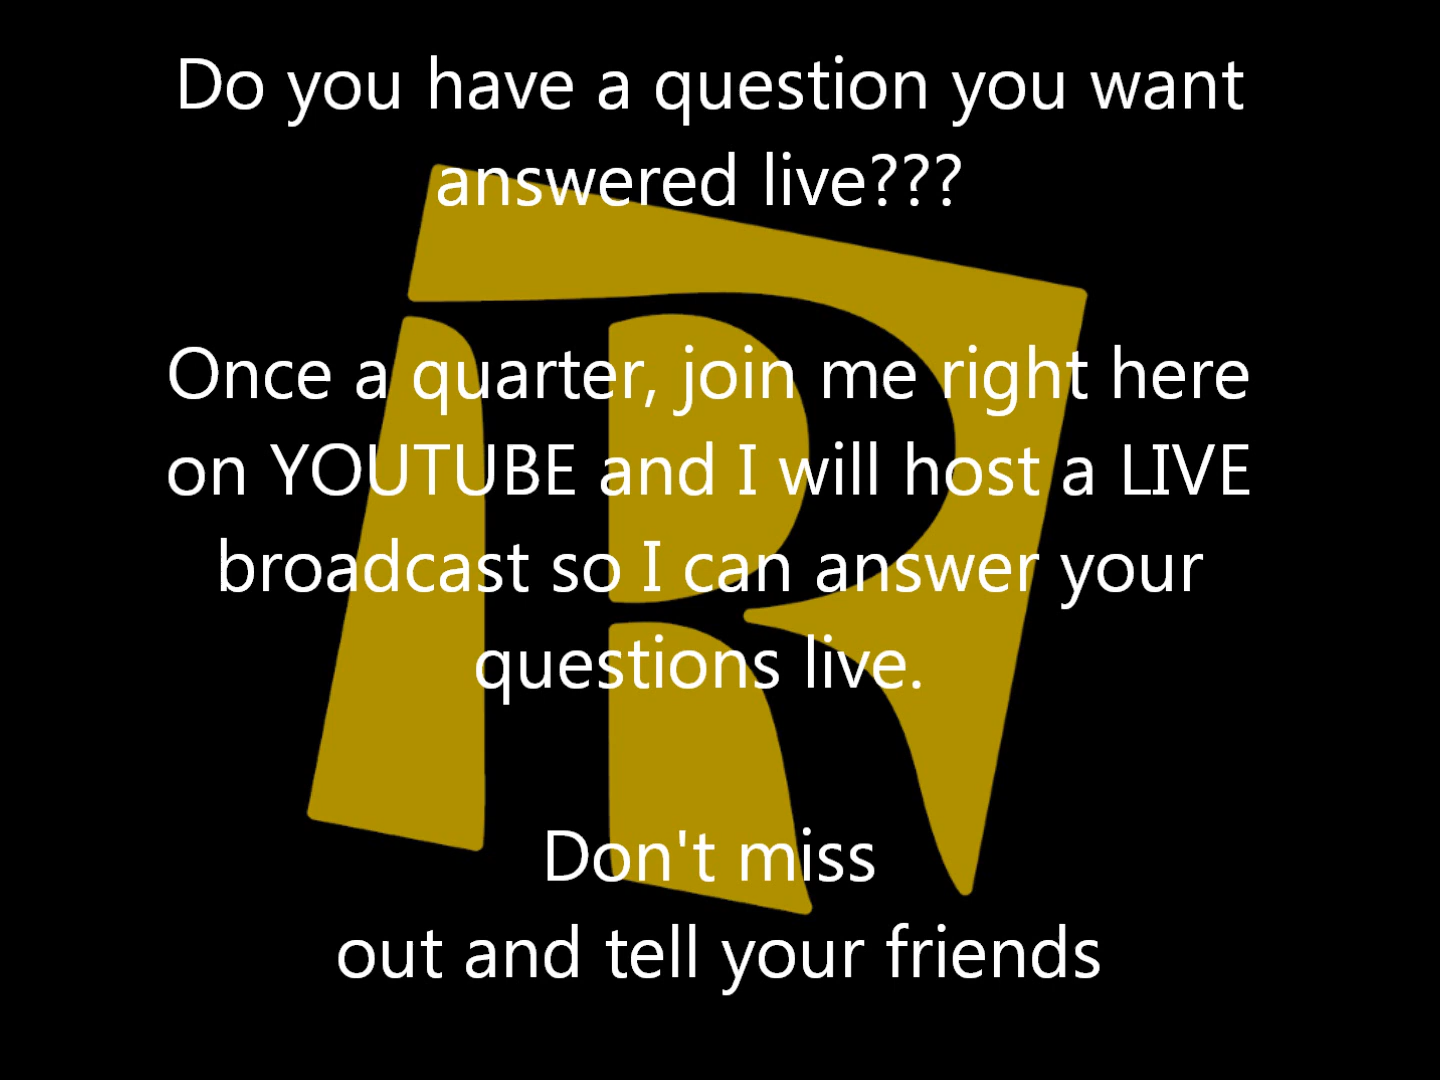 Do you have a question you want
answered live???
Once a quarter, join me right here
on YOUTUBE and I will host a LIVE
broadcast so I can answer your
questions live.
Don't miss
out and tell your friends
R